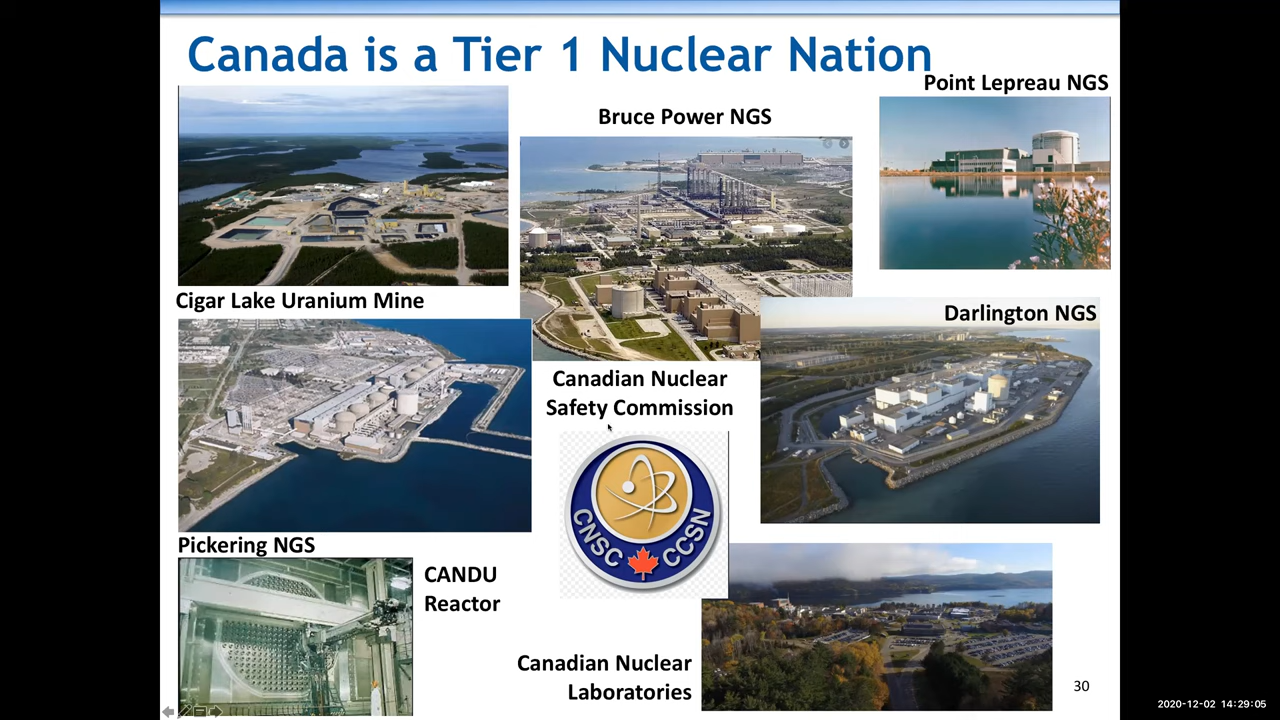 Canada is a Tier 1 Nuclear Nation
Point Lepreau NGS
Bruce Power NGS
Cigar Lake Uranium Mine
Darlington NGS
Canadian Nuclear
Safety Commission
CNSC CCSN
Pickering NGS
CANDU
Reactor
Canadian Nuclear
Laboratories
30
2020-12-02 14:29:05